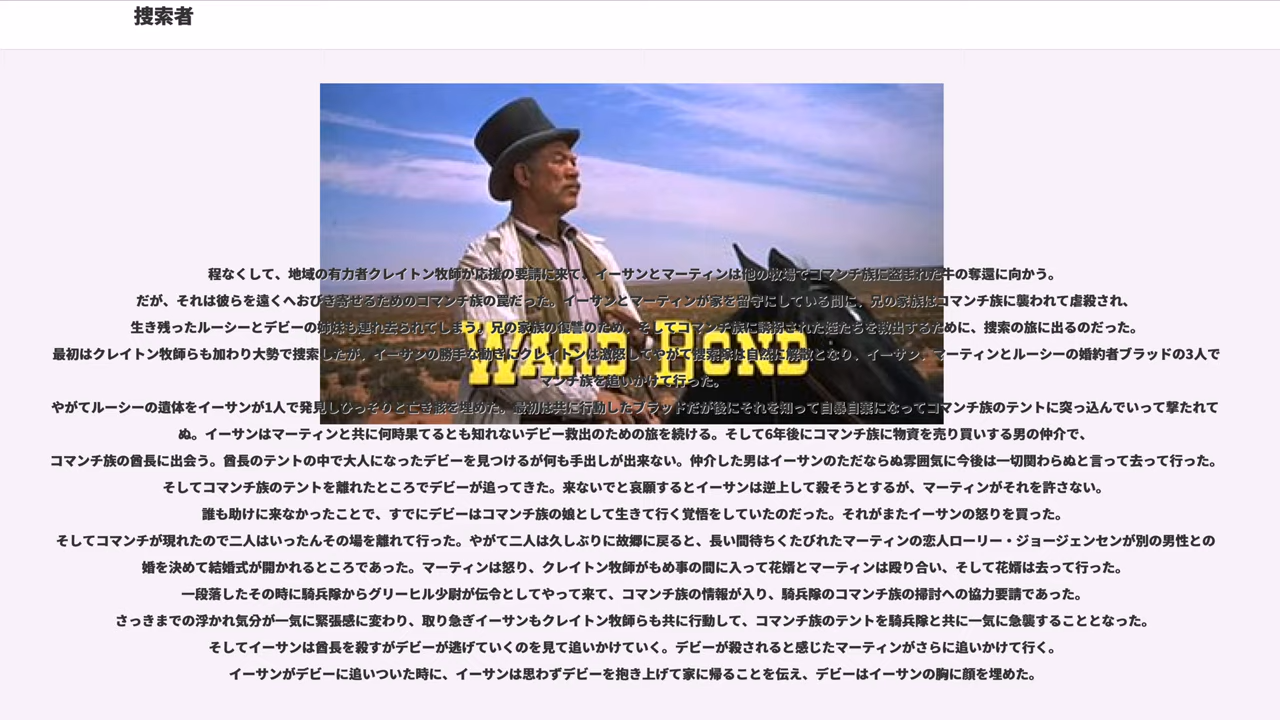 捜索者
程なくして、地域の有力者クレイトン牧師が応援の要請に来て、イーサンとマーティンは他の牧場でコマンチ族に盗まれた牛の奪還に向かう。
だが、それは彼らを遠くへおびき寄せるためのコマンチ族の罠だった。イーサンとマーティンが家を留守にしている間に、兄の家族はコマンチ族に襲われて虐殺され、
生き残ったルーシーとデビーの姉妹も連れ去られてしまう。兄の家族の復讐のため、そしてコマンチ族に誘拐された姪たちを救出するために、捜索の旅に出るのだった。
WARD BOND
最初はクレイトン牧師らも加わり大勢で捜索したが、イーサンの勝手な動きにクレイトンは激怒してやがて捜索隊は自然に解散となり、イーサン、マーティンとルーシーの婚約者ブラッドの3人で
マンチ族を追いかけて行った。
やがてルーシーの遺体をイーサンが1人で発見しひっそりと亡き骸を埋めた。最初は共に行動したブラッドだが後にそれを知って自暴自棄になってコマンチ族のテントに突っ込んでいって撃たれて
ぬ。イーサンはマーティンと共に何時果てるとも知れないデビー救出のための旅を続ける。そして6年後にコマンチ族に物資を売り買いする男の仲介で、
コマンチ族の酋長に出会う。酋長のテントの中で大人になったデビーを見つけるが何も手出しが出来ない。仲介した男はイーサンのただならぬ雰囲気に今後は一切関わらぬと言って去って行った。
そしてコマンチ族のテントを離れたところでデビーが追ってきた。来ないでと哀願するとイーサンは逆上して殺そうとするが、マーティンがそれを許さない。
誰も助けに来なかったことで、すでにデビーはコマンチ族の娘として生きて行く覚悟をしていたのだった。それがまたイーサンの怒りを買った。
そしてコマンチが現れたので二人はいったんその場を離れて行った。やがて二人は久しぶりに故郷に戻ると、長い間待ちくたびれたマーティンの恋人ローリー・ジョージェンセンが別の男性との
婚を決めて結婚式が開かれるところであった。マーティンは怒り、クレイトン牧師がもめ事の間に入って花婿とマーティンは殴り合い、そして花婿は去って行った。
一段落したその時に騎兵隊からグリーヒル少尉が伝令としてやって来て、コマンチ族の情報が入り、騎兵隊のコマンチ族の掃討への協力要請であった。
さっきまでの浮かれ気分が一気に緊張感に変わり、取り急ぎイーサンもクレイトン牧師らも共に行動して、コマンチ族のテントを騎兵隊と共に一気に急襲することとなった。
そしてイーサンは酋長を殺すがデビーが逃げていくのを見て追いかけていく。デビーが殺されると感じたマーティンがさらに追いかけて行く。
イーサンがデビーに追いついた時に、イーサンは思わずデビーを抱き上げて家に帰ることを伝え、デビーはイーサンの胸に顔を埋めた。